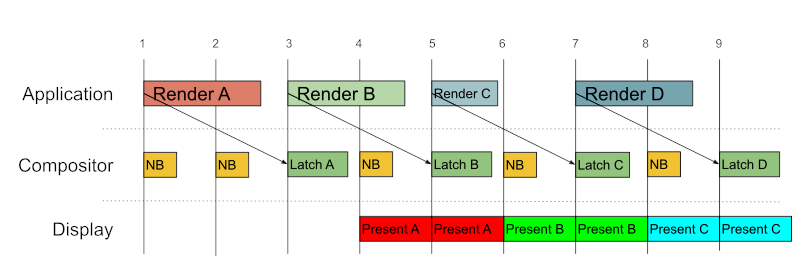 1 2 3 4 5 6 7 8 9
Application Render A Render B Render C Render D
Compositor NB NB Latch A NB Latch B NB Latch C NB Latch D
Display Present A Present A Present B Present B Present C Present C